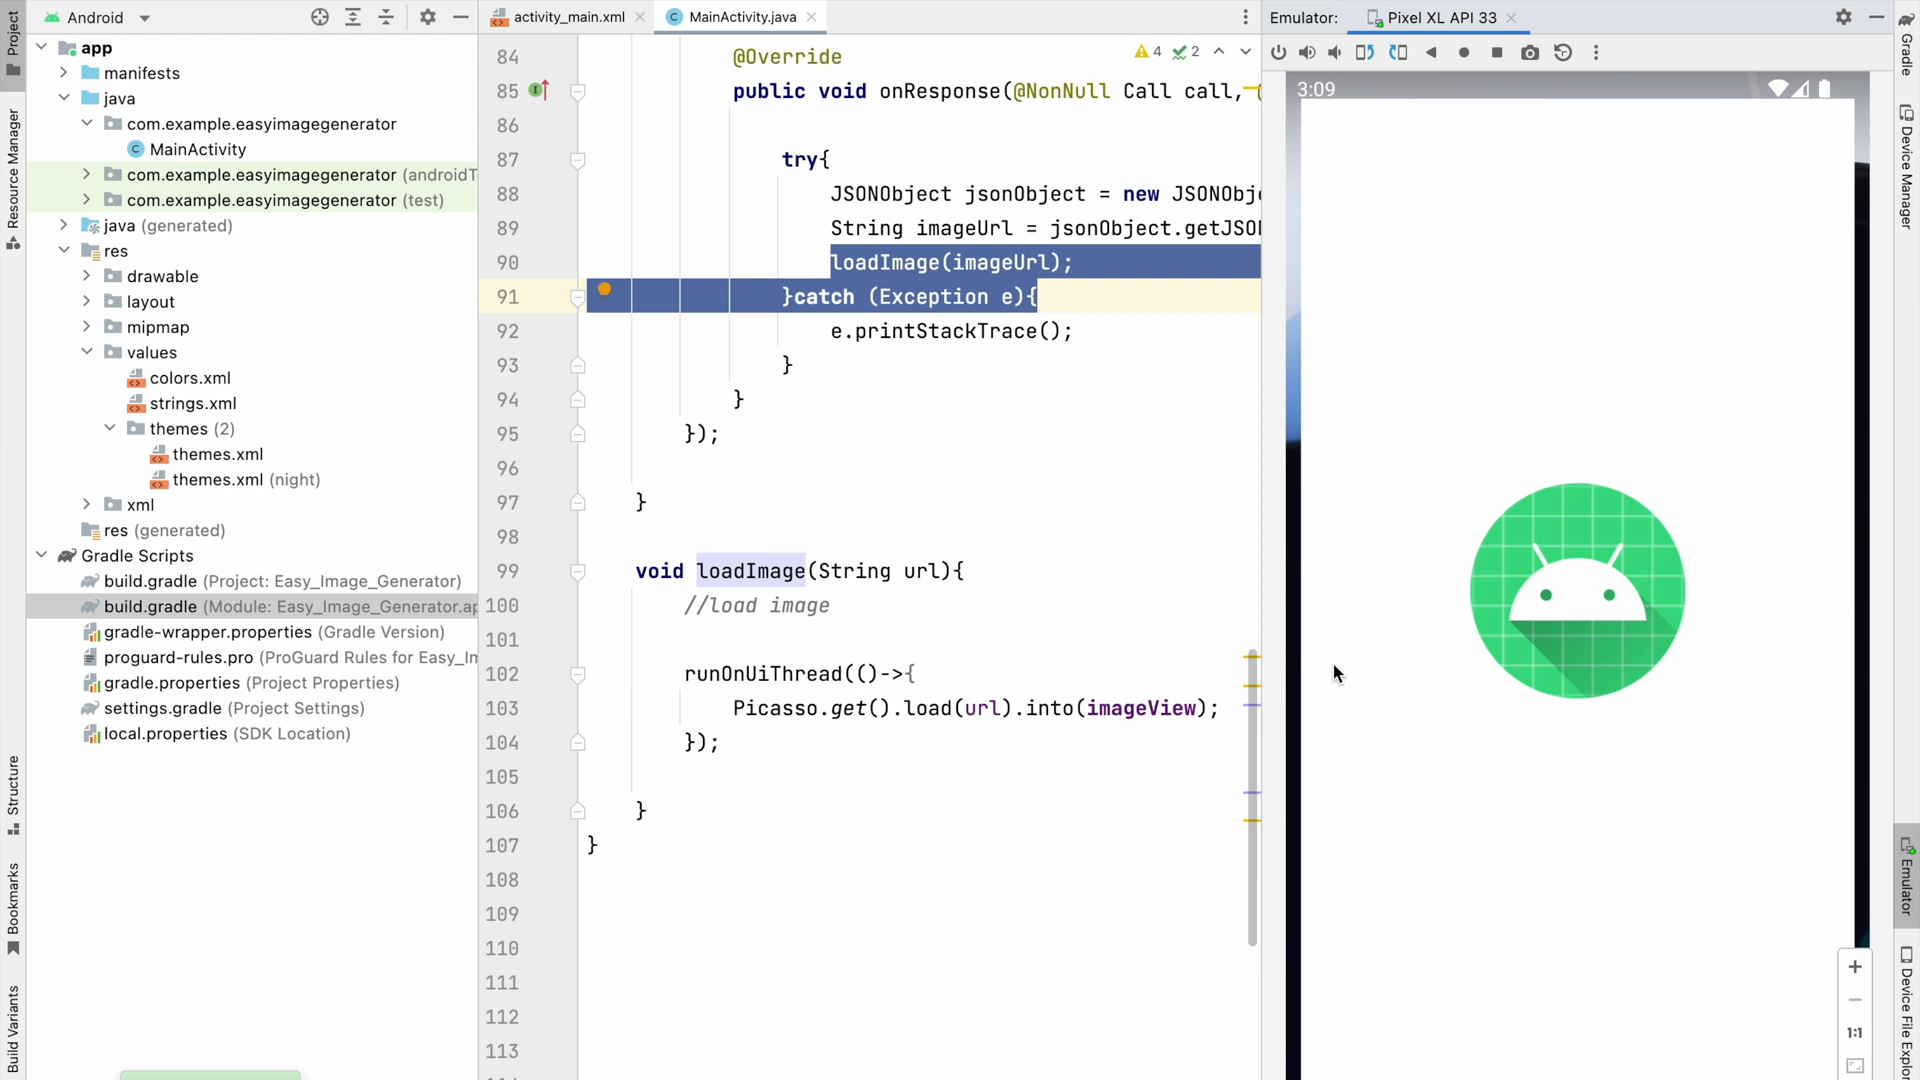 Android
activity_main.xml
MainActivity.java
Emulator:
Pixel XL API 33
Project
Resource Manager
Structure
Bookmarks
Build Variants
app
manifests
java
com.example.easyimagegenerator
MainActivity
com.example.easyimagegenerator (androidT
com.example.easyimagegenerator (test)
java (generated)
res
drawable
layout
mipmap
values
colors.xml
strings.xml
themes (2)
themes.xml
themes.xml (night)
xml
res (generated)
Gradle Scripts
build.gradle (Project: Easy_Image_Generator)
build.gradle (Module: Easy_Image_Generator.ap
gradle-wrapper.properties (Gradle Version)
proguard-rules.pro (ProGuard Rules for Easy_In
gradle.properties (Project Properties)
settings.gradle (Project Settings)
local.properties (SDK Location)
4 2
84 @Override
85 public void onResponse(@NonNull Call call,
86
87 try{
88 JSONObject jsonObject = new JSONObj
89 String imageUrl = jsonObject.getJSO
90 loadImage(imageUrl);
91 }catch (Exception e){
92 e.printStackTrace();
93 }
94 }
95 });
96
97 }
98
99 void loadImage(String url){
100 //load image
101
102 runOnUiThread(()->{
103 Picasso.get().load(url).into(imageView);
104 });
105
106 }
107 }
108
109
110
111
112
113
3:09
1:1
Gradle
Device Manager
Emulator
Device File Explor